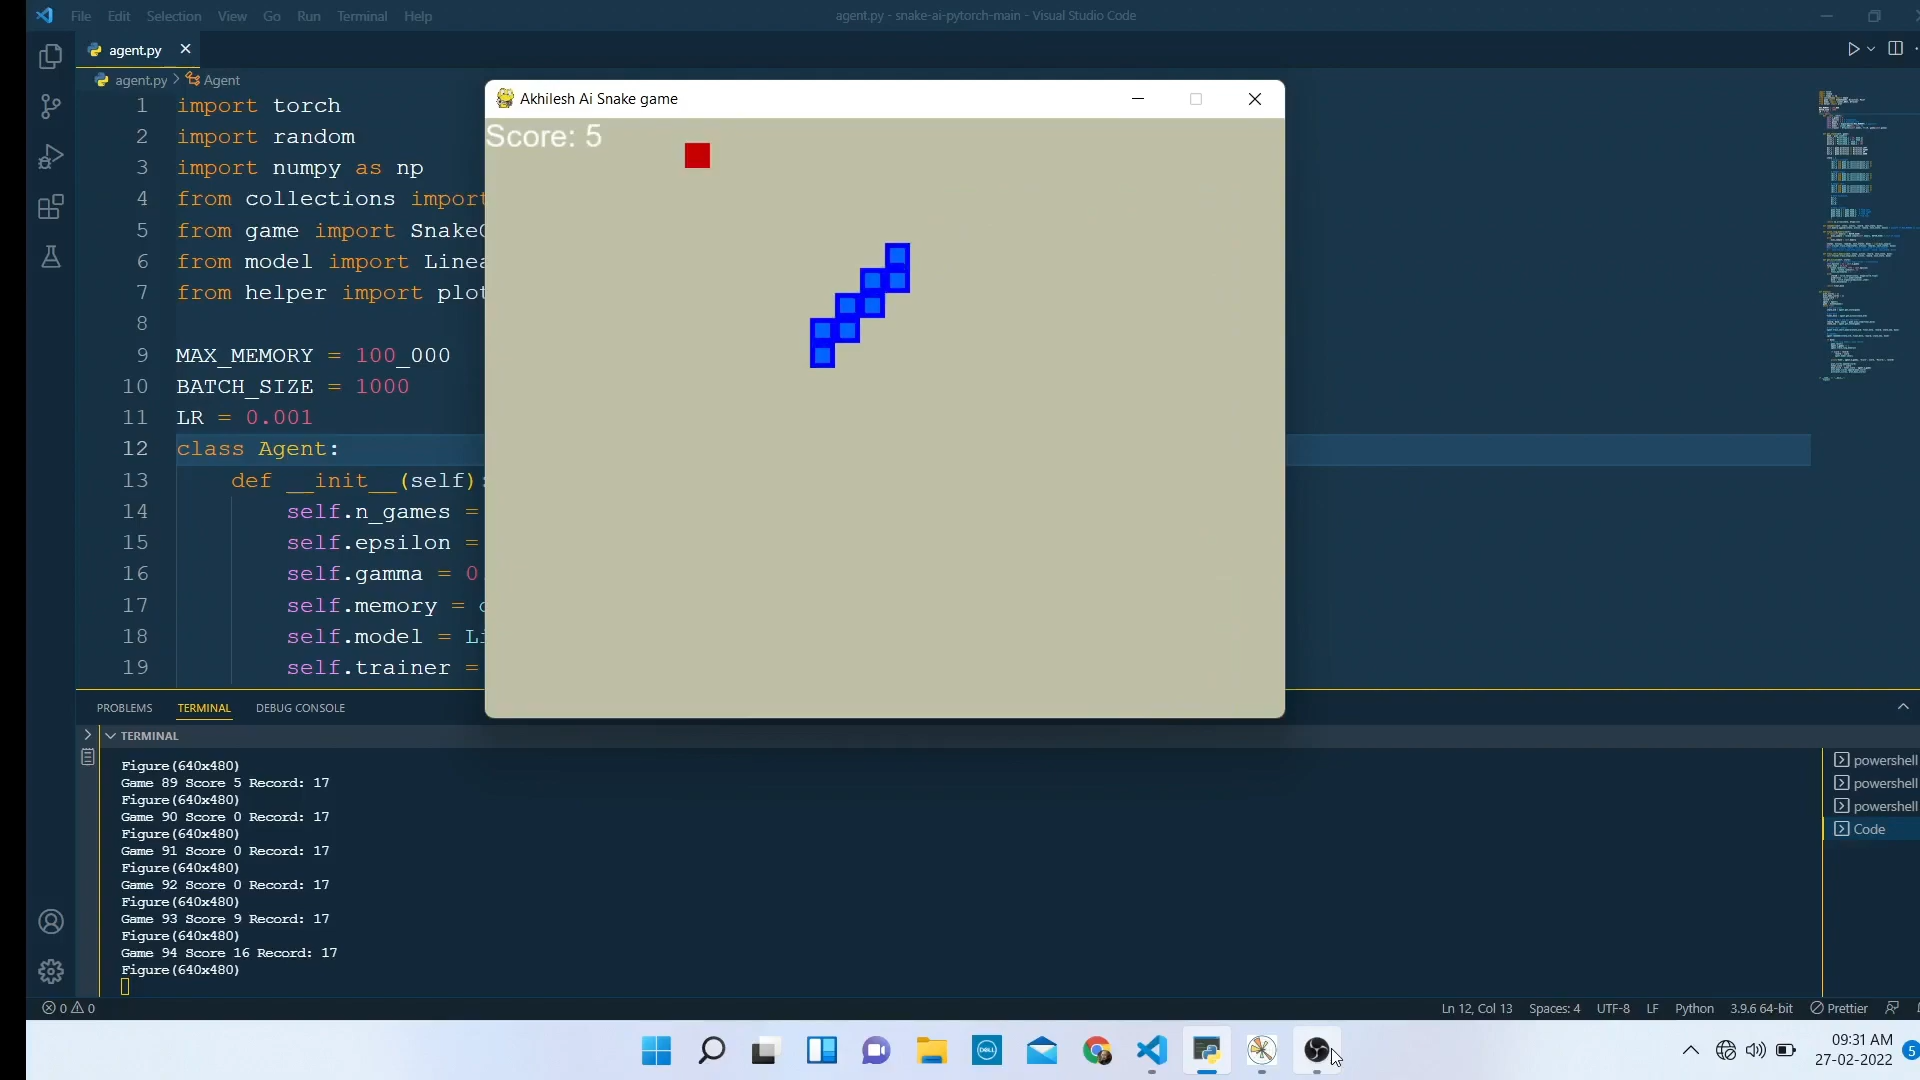 File Edit Selection View Go Run Terminal Help
agent.py - snake-ai-pytorch-main - Visual Studio Code
agent.py
agent.py > Agent
1 import torch
2 import random
3 import numpy as np
4 from collections import
5 from game import Snake
6 from model import Linea
7 from helper import plot
8
9 MAX_MEMORY = 100_000
10 BATCH_SIZE = 1000
11 LR = 0.001
12 class Agent:
13 def __init__(self):
14 self.n_games =
15 self.epsilon =
16 self.gamma = 0
17 self.memory =
18 self.model = Li
19 self.trainer =
Akhilesh Ai Snake game
Score: 5
PROBLEMS TERMINAL DEBUG CONSOLE
TERMINAL
Figure(640x480)
Game 89 Score 5 Record: 17
Figure(640x480)
Game 90 Score 0 Record: 17
Figure(640x480)
Game 91 Score 0 Record: 17
Figure(640x480)
Game 92 Score 0 Record: 17
Figure(640x480)
Game 93 Score 9 Record: 17
Figure(640x480)
Game 94 Score 16 Record: 17
Figure(640x480)
powershell
powershell
powershell
Code
0 0
Ln 12, Col 13 Spaces: 4 UTF-8 LF Python 3.9.6 64-bit Prettier
DELL
09:31 AM
27-02-2022
5